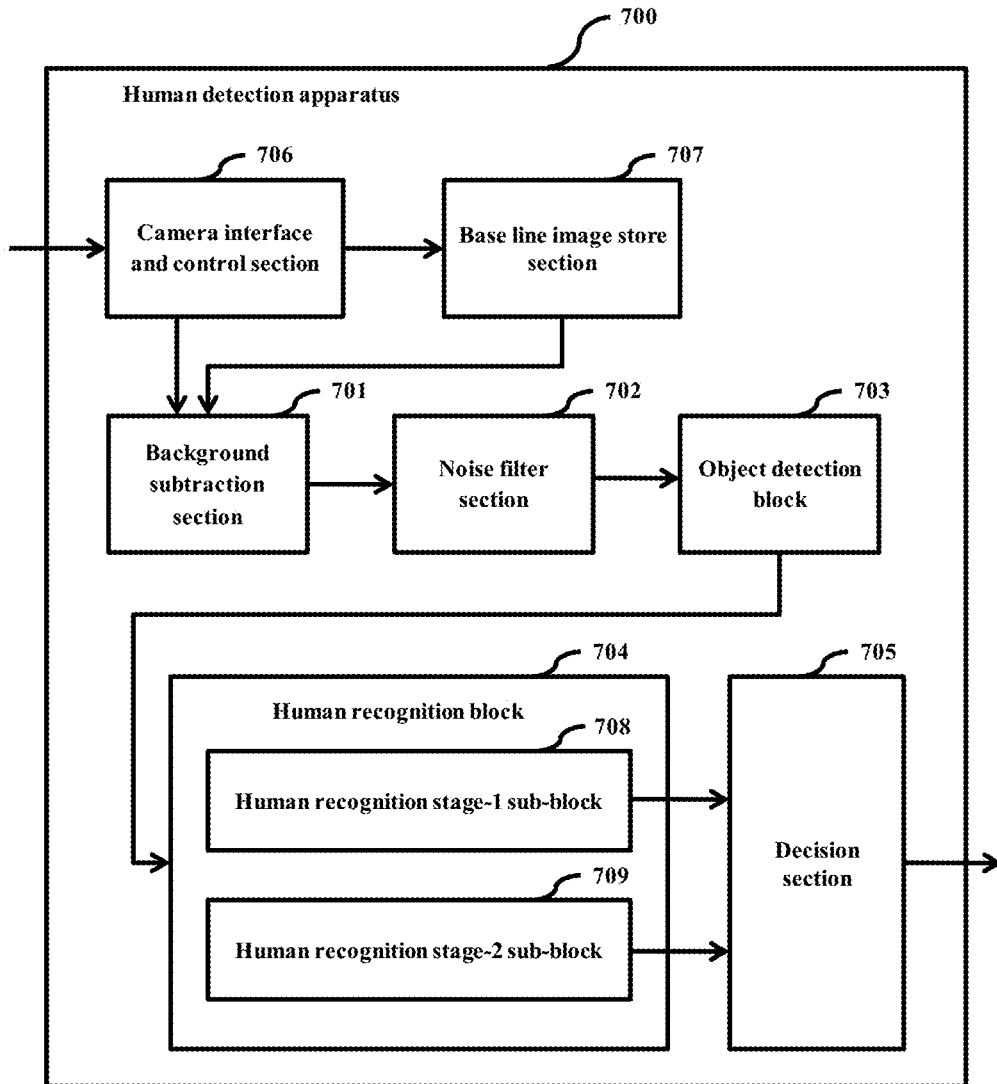 700
Human detection apparatus
706
707
Camera interface
and control section
Base line image store
section
701
702
703
Background
subtraction
section
Noise filter
section
Object detection
block
704
705
Human recognition block
708
Human recognition stage-1 sub-block
Decision
section
709
Human recognition stage-2 sub-block